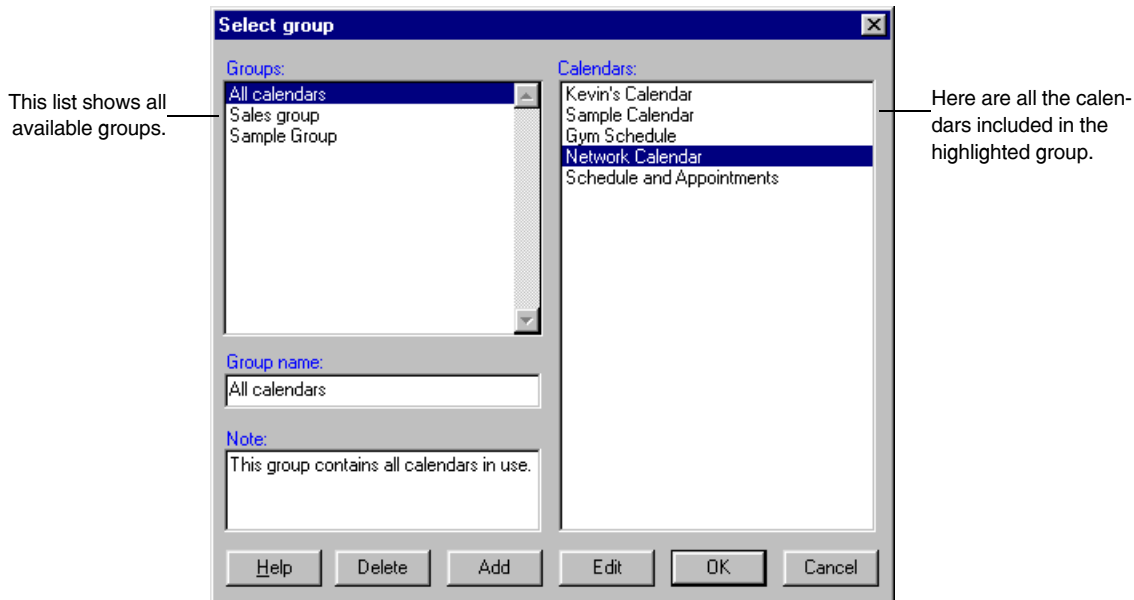 Select group
Groups:
All calendars
Sales group
Sample Group
Calendars:
Kevin's Calendar
Sample Calendar
Gym Schedule
Network Calendar
Schedule and Appointments
This list shows all
available groups.
Here are all the calen-
dars included in the
highlighted group.
Group name:
All calendars
Note:
This group contains all calendars in use.
Help
Delete
Add
Edit
OK
Cancel